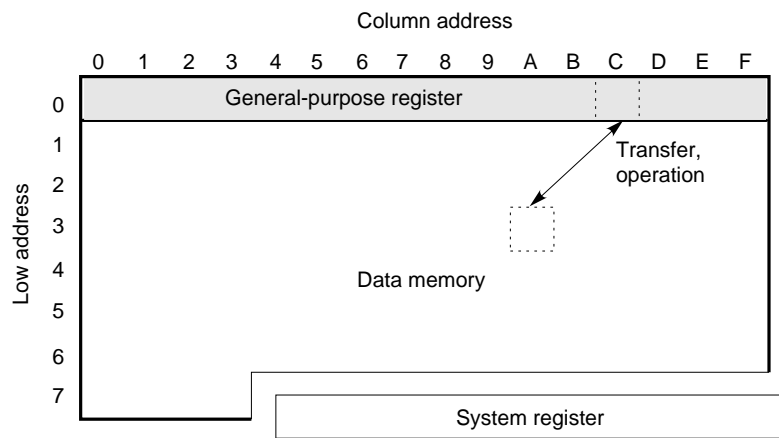 Column address
0 1 2 3 4 5 6 7 8 9 A B C D E F
General-purpose register
0
1
2
3
4
5
6
7
Low address
Transfer,
operation
Data memory
System register